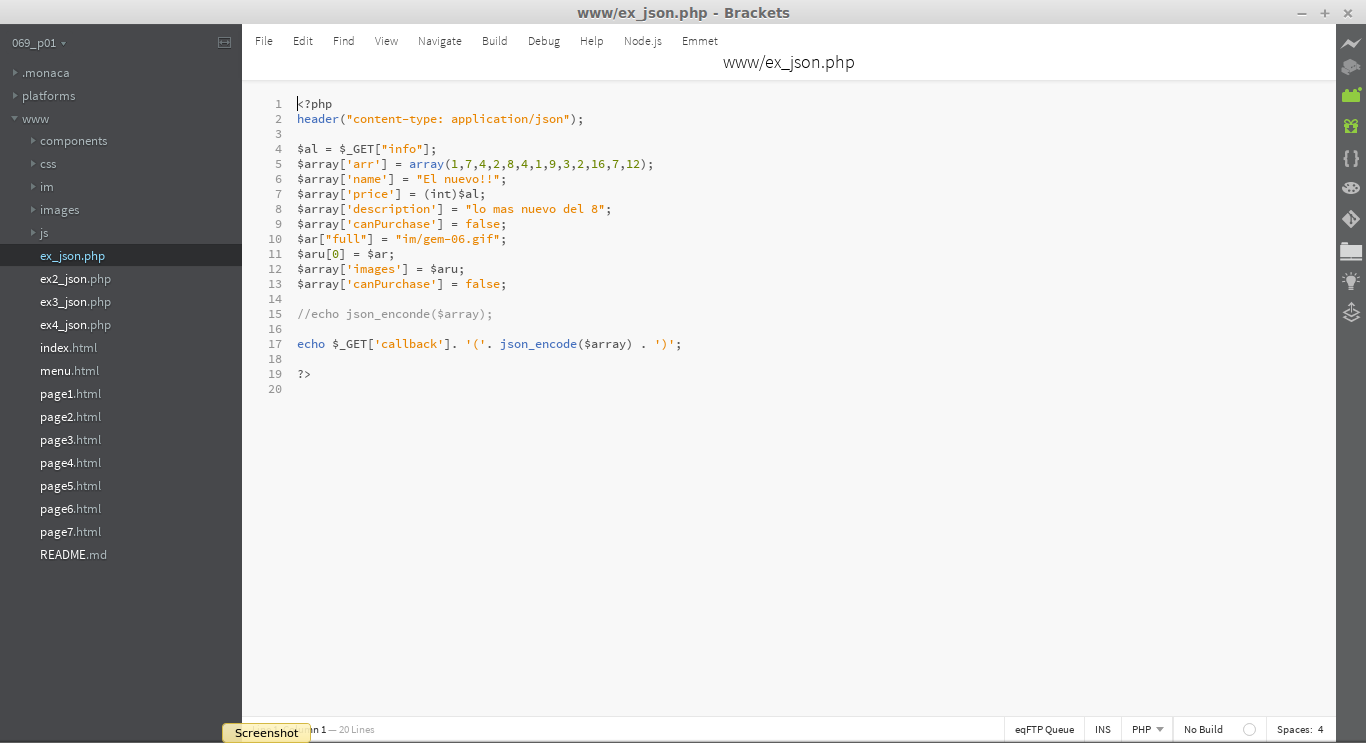 www/ex_json.php - Brackets
069_p01
File Edit Find View Navigate Build Debug Help Node.js Emmet
www/ex_json.php
.monaca
platforms
www
components
css
im
images
js
ex_json.php
ex2_json.php
ex3_json.php
ex4_json.php
index.html
menu.html
page1.html
page2.html
page3.html
page4.html
page5.html
page6.html
page7.html
README.md
1 <?php
2 header("content-type: application/json");
3
4 $al = $_GET["info"];
5 $array['arr'] = array(1,7,4,2,8,4,1,9,3,2,16,7,12);
6 $array['name'] = "El nuevo!!";
7 $array['price'] = (int)$al;
8 $array['description'] = "lo mas nuevo del 8";
9 $array['canPurchase'] = false;
10 $ar["full"] = "im/gem-06.gif";
11 $aru[0] = $ar;
12 $array['images'] = $aru;
13 $array['canPurchase'] = false;
14
15 //echo json_enconde($array);
16
17 echo $_GET['callback']. '('. json_encode($array) . ')';
18
19 ?>
20
Screenshot
1 — 20 Lines
eqFTP Queue INS PHP No Build Spaces: 4